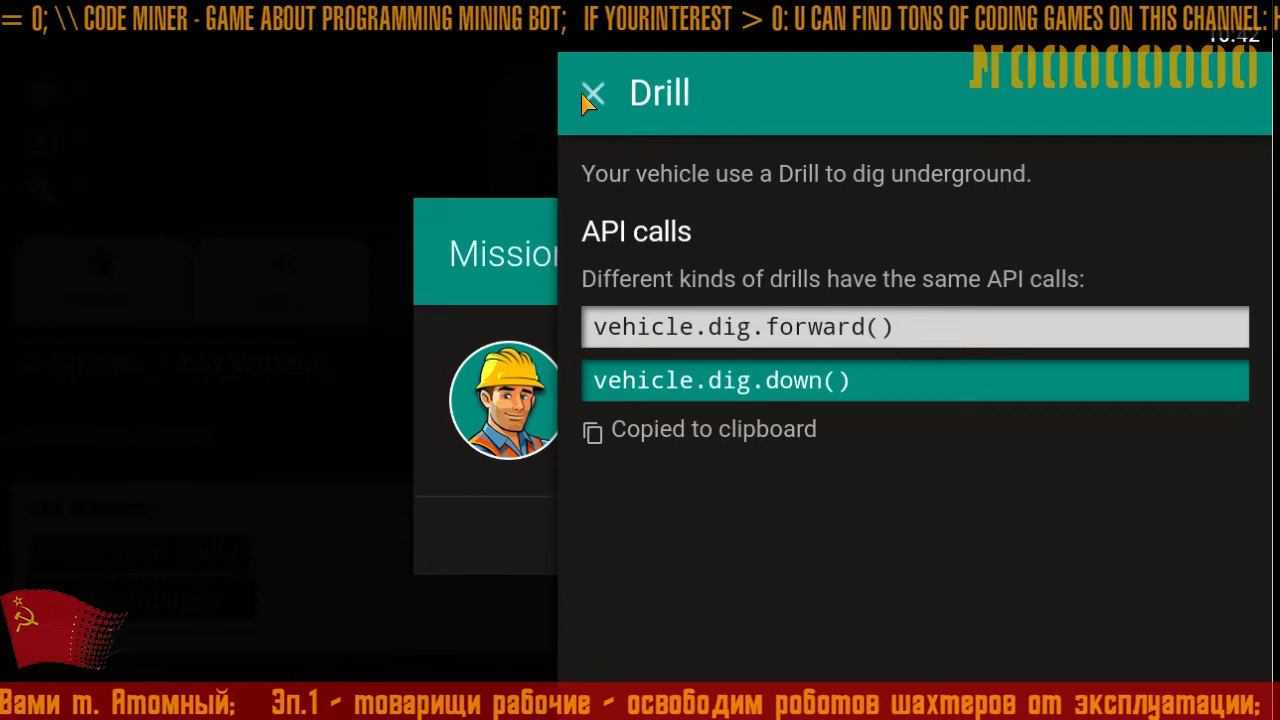 = 0; \\ CODE MINER - GAME ABOUT PROGRAMMING MINING BOT;   IF YOURINTEREST > 0: U CAN FIND TONS OF CODING GAMES ON THIS CHANNEL:
10:42
Drill
Your vehicle use a Drill to dig underground.
API calls
Mission
Different kinds of drills have the same API calls:
vehicle.dig.forward()
vehicle.dig.down()
Copied to clipboard
Вами т. Атомный;   Эп.1 - товарищи рабочие - освободим роботов шахтеров от эксплуатации;